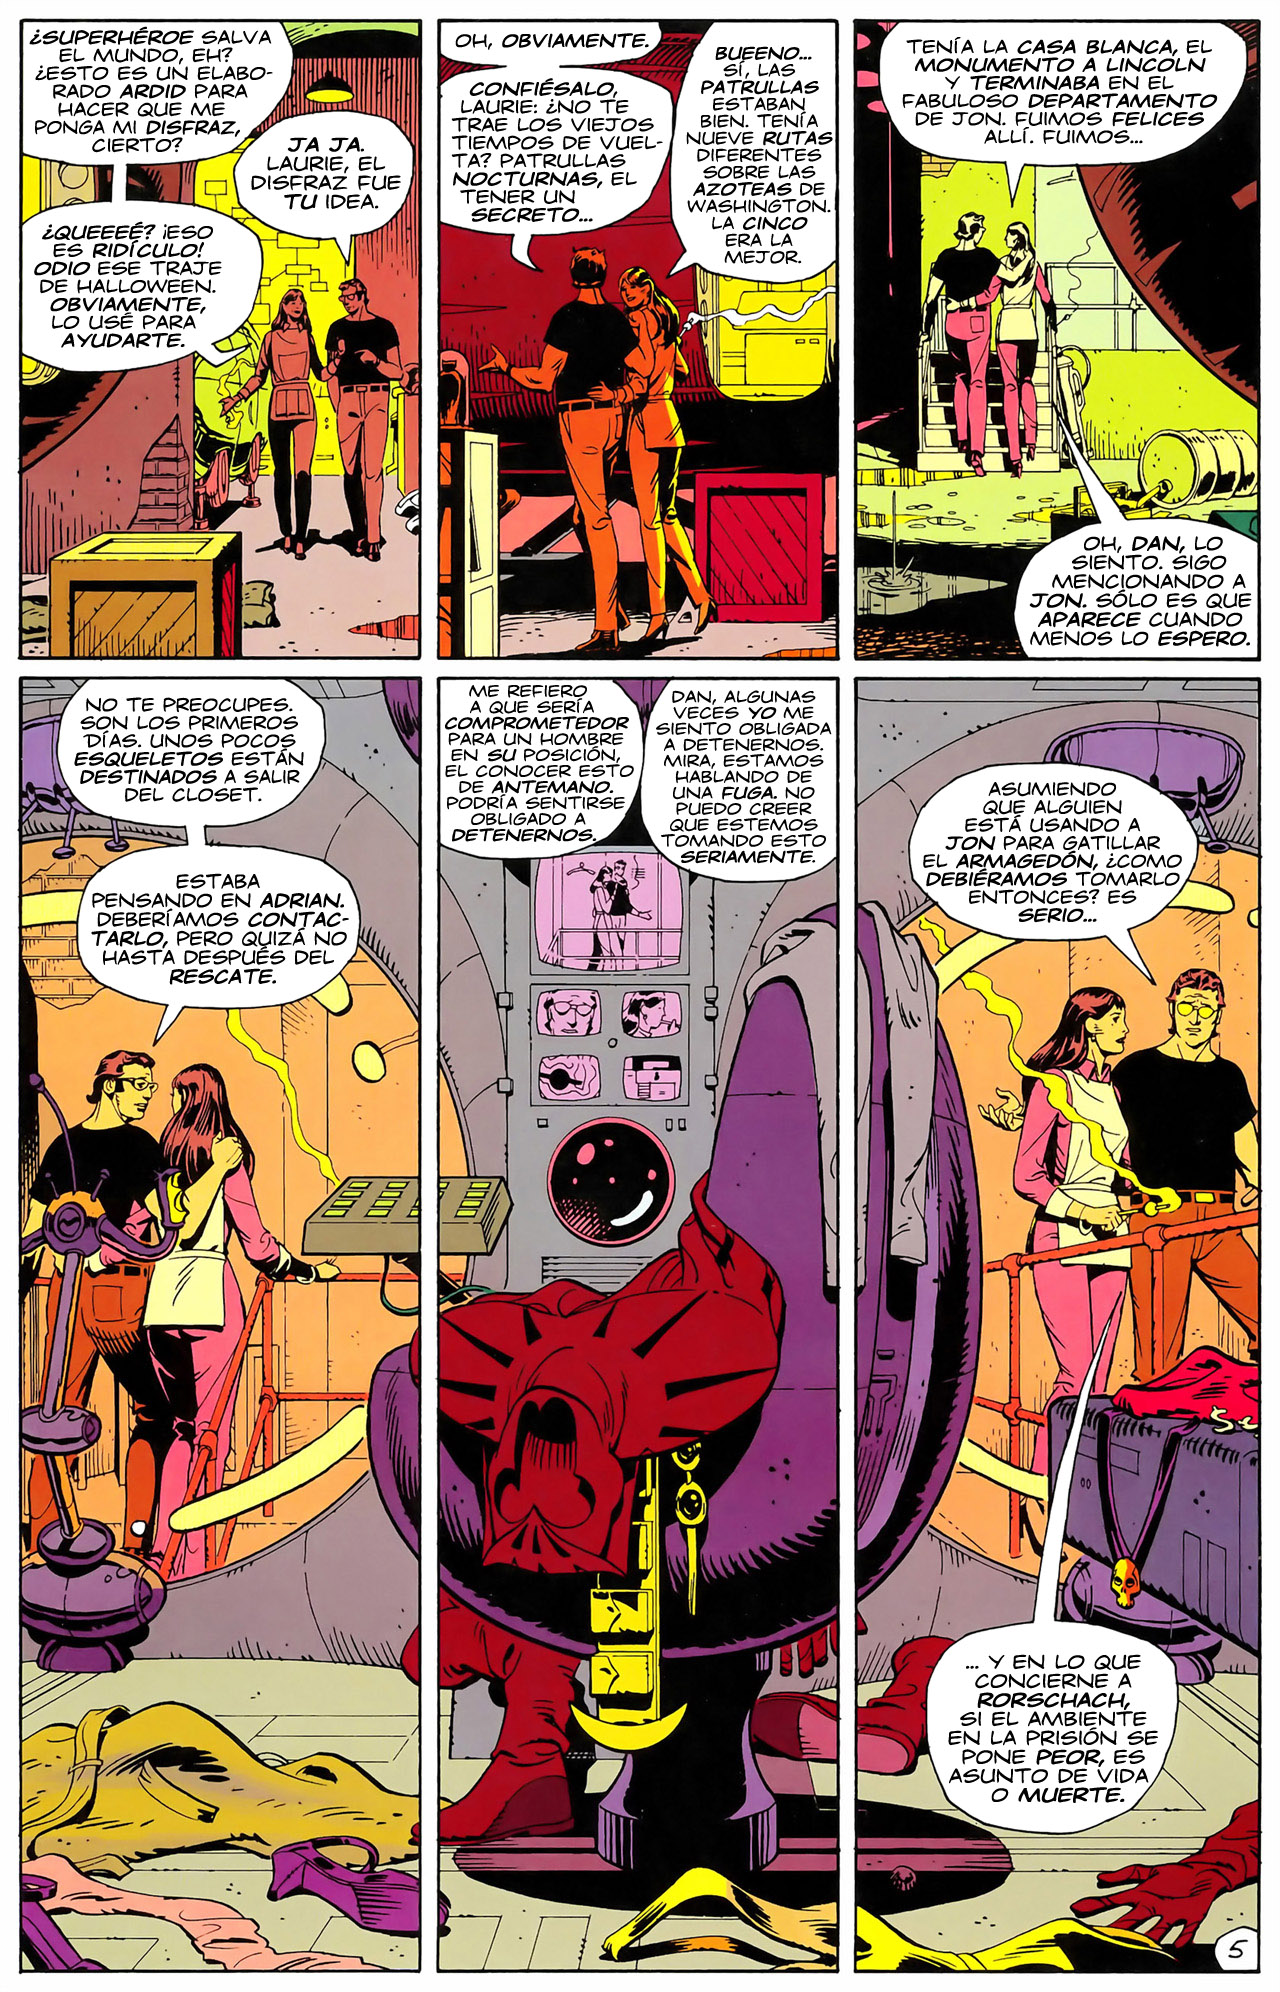 ¿SUPERHÉROE SALVA
EL MUNDO, EH?
¿ESTO ES UN ELABO-
RADO ARDID PARA
HACER QUE ME
PONGA MI DISFRAZ,
CIERTO?
JA JA.
LAURIE, EL
DISFRAZ FUE
TU IDEA.
¿QUEEEÉ? ¡ESO
ES RIDÍCULO!
ODIO ESE TRAJE
DE HALLOWEEN.
OBVIAMENTE,
LO USÉ PARA
AYUDARTE.
OH, OBVIAMENTE.
CONFIÉSALO,
LAURIE: ¿NO TE
TRAE LOS VIEJOS
TIEMPOS DE VUEL-
TA? PATRULLAS
NOCTURNAS, EL
TENER UN
SECRETO...
BUEENO...
SÍ, LAS
PATRULLAS
ESTABAN
BIEN. TENÍA
NUEVE RUTAS
DIFERENTES
SOBRE LAS
AZOTEAS DE
WASHINGTON.
LA CINCO
ERA LA
MEJOR.
TENÍA LA CASA BLANCA, EL
MONUMENTO A LINCOLN
Y TERMINABA EN EL
FABULOSO DEPARTAMENTO
DE JON. FUIMOS FELICES
ALLÍ. FUIMOS...
OH, DAN, LO
SIENTO. SIGO
MENCIONANDO A
JON. SÓLO ES QUE
APARECE CUANDO
MENOS LO ESPERO.
NO TE PREOCUPES.
SON LOS PRIMEROS
DÍAS. UNOS POCOS
ESQUELETOS ESTÁN
DESTINADOS A SALIR
DEL CLOSET.
ESTABA
PENSANDO EN ADRIAN.
DEBERÍAMOS CONTAC-
TARLO, PERO QUIZÁ NO
HASTA DESPUÉS DEL
RESCATE.
ME REFIERO
A QUE SERÍA
COMPROMETEDOR
PARA UN HOMBRE
EN SU POSICIÓN,
EL CONOCER ESTO
DE ANTEMANO.
PODRÍA SENTIRSE
OBLIGADO A
DETENERNOS.
DAN, ALGUNAS
VECES YO ME
SIENTO OBLIGADA
A DETENERNOS.
MIRA, ESTAMOS
HABLANDO DE
UNA FUGA. NO
PUEDO CREER
QUE ESTEMOS
TOMANDO ESTO
SERIAMENTE.
ASUMIENDO
QUE ALGUIEN
ESTÁ USANDO A
JON PARA GATILLAR
EL ARMAGEDÓN, ¿COMO
DEBIÉRAMOS TOMARLO
ENTONCES? ES
SERIO...
... Y EN LO QUE
CONCIERNE A
RORSCHACH,
SI EL AMBIENTE
EN LA PRISIÓN SE
PONE PEOR, ES
ASUNTO DE VIDA
O MUERTE.
5